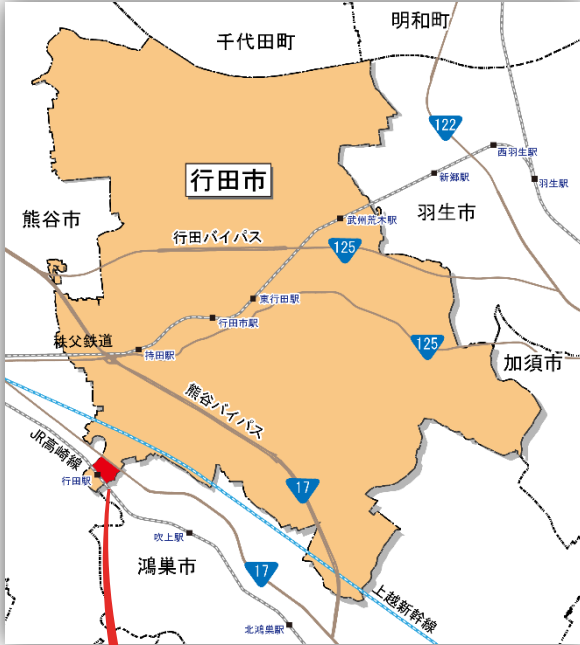 明和町
千代田町
122
西羽生駅
新郷駅
羽生駅
行田市
熊谷市
武州荒木駅
羽生市
行田バイパス
125
東行田駅
行田市駅
秩父鉄道
持田駅
125
加須市
熊谷バイパス
JR高崎線
行田駅
17
吹上駅
鴻巣市
17
上越新幹線
北鴻巣駅